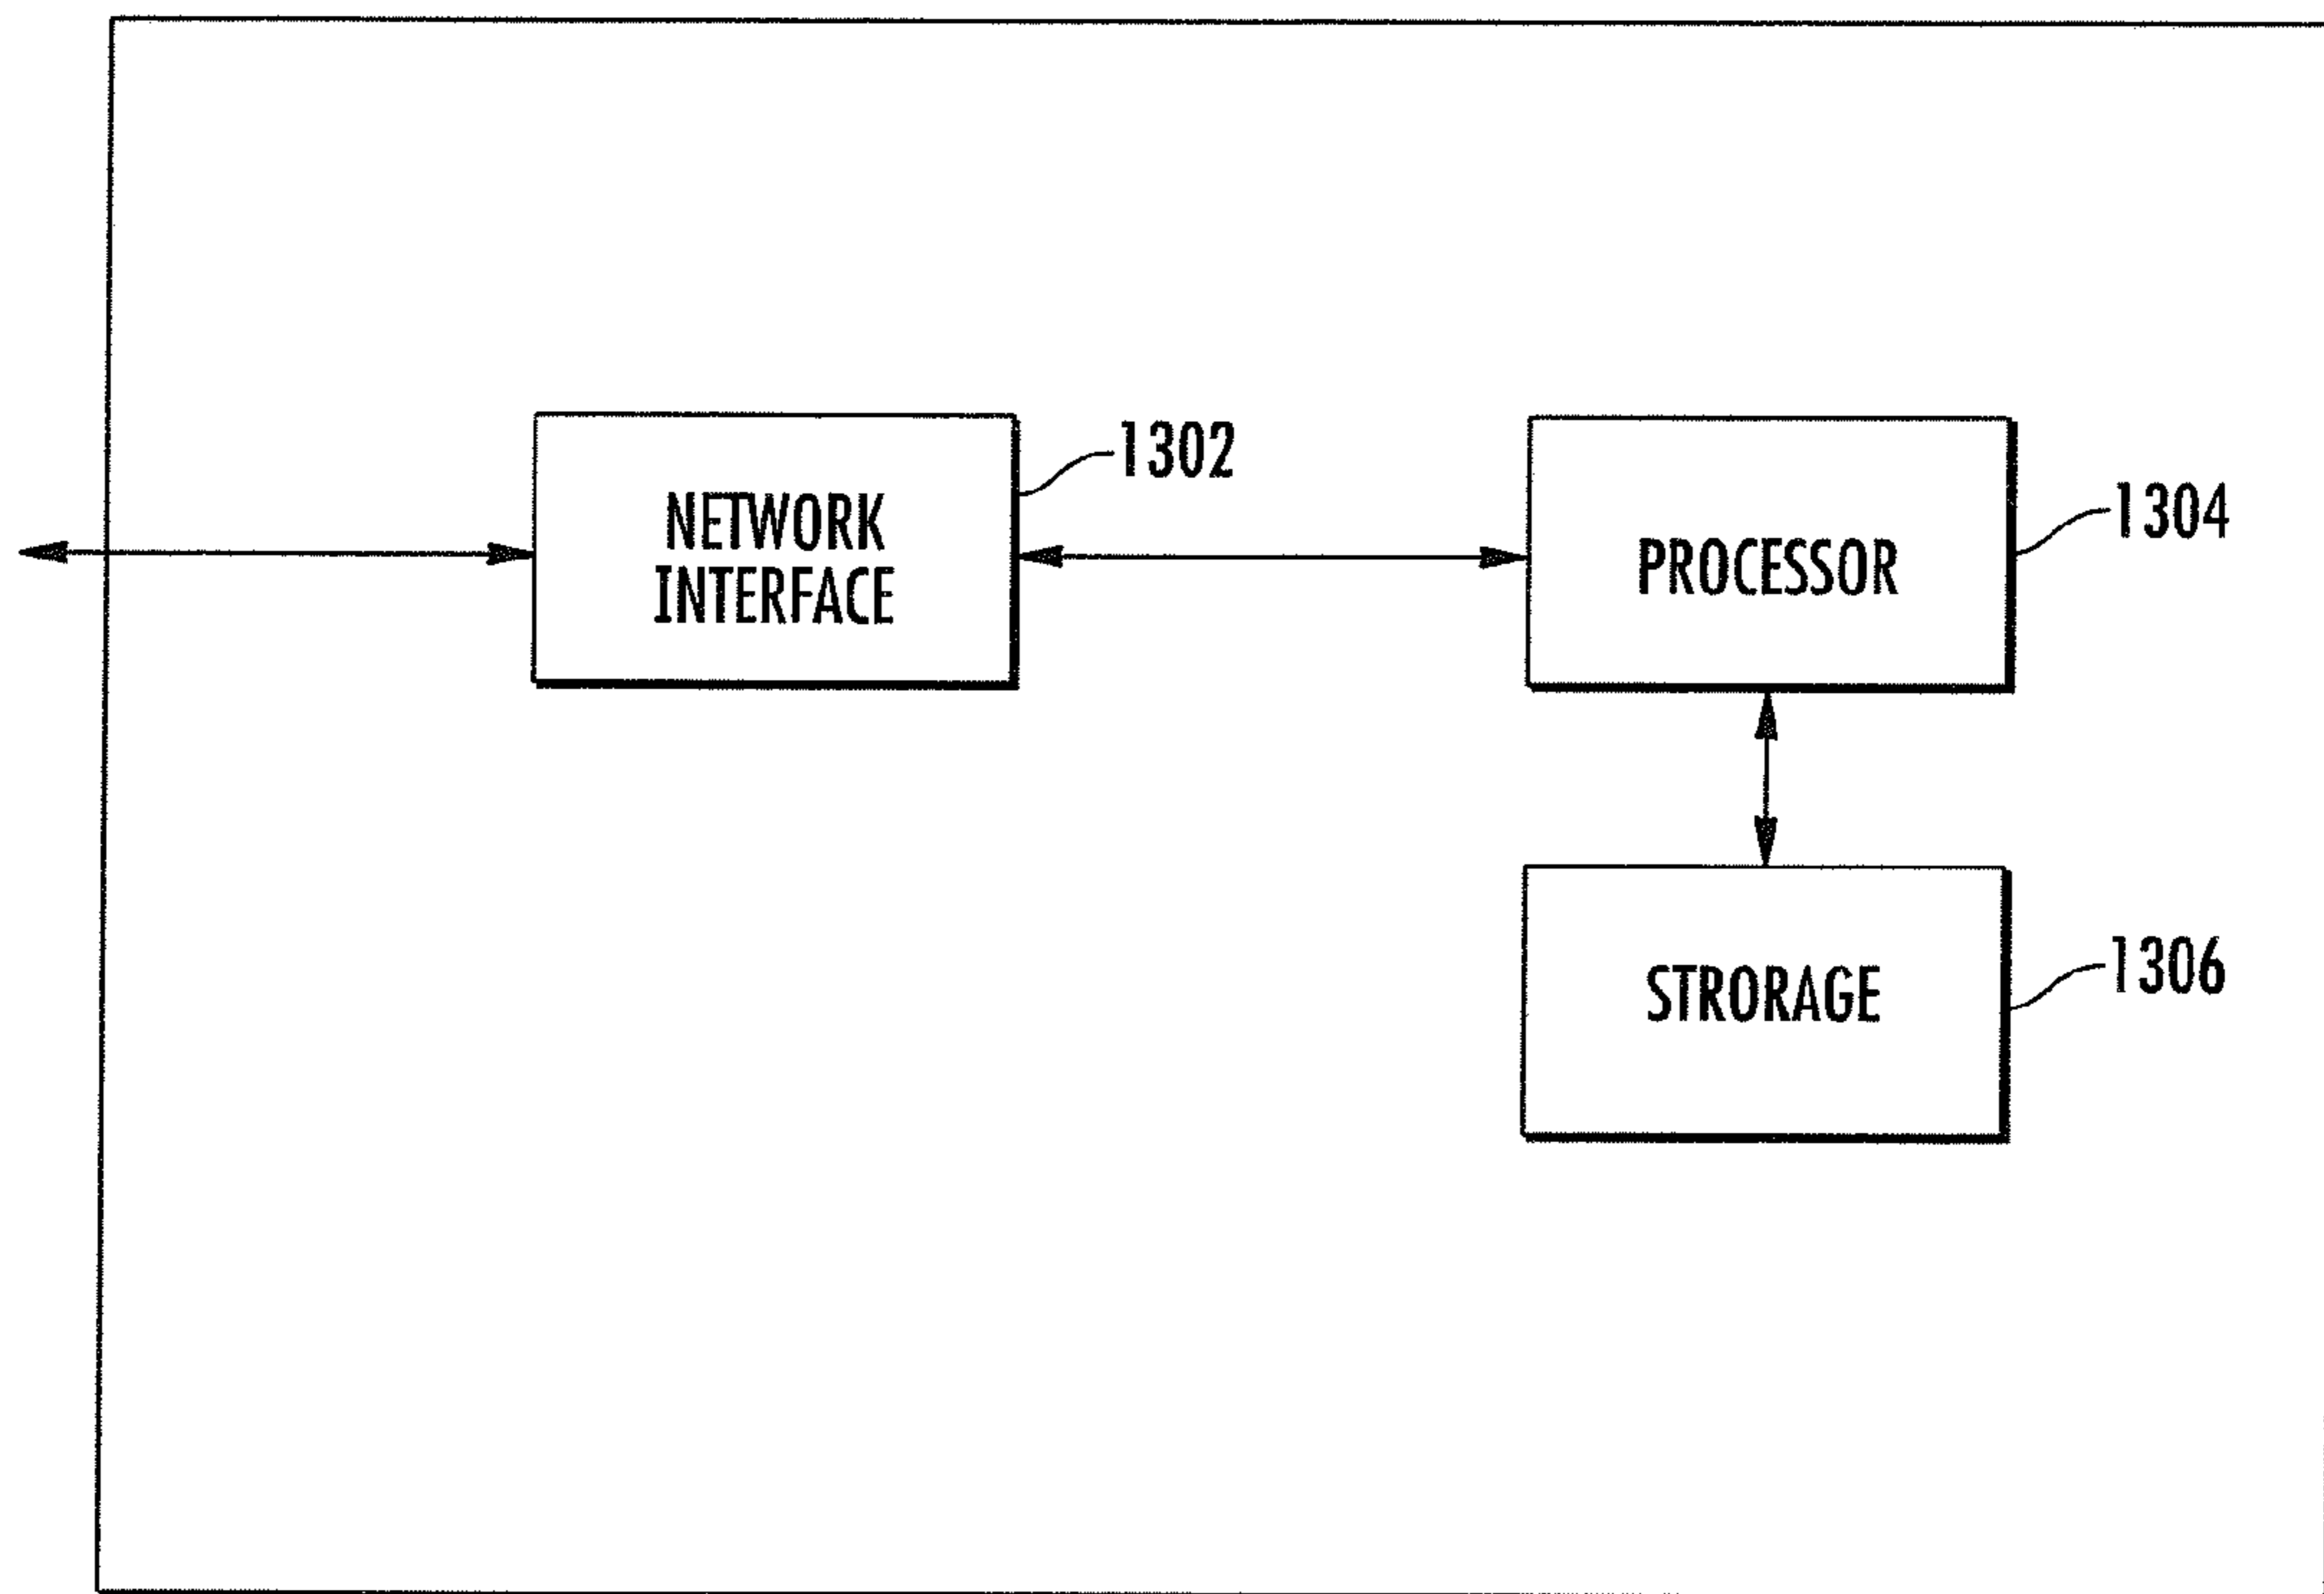 1302
NETWORK
INTERFACE
1304
PROCESSOR
STRORAGE
1306